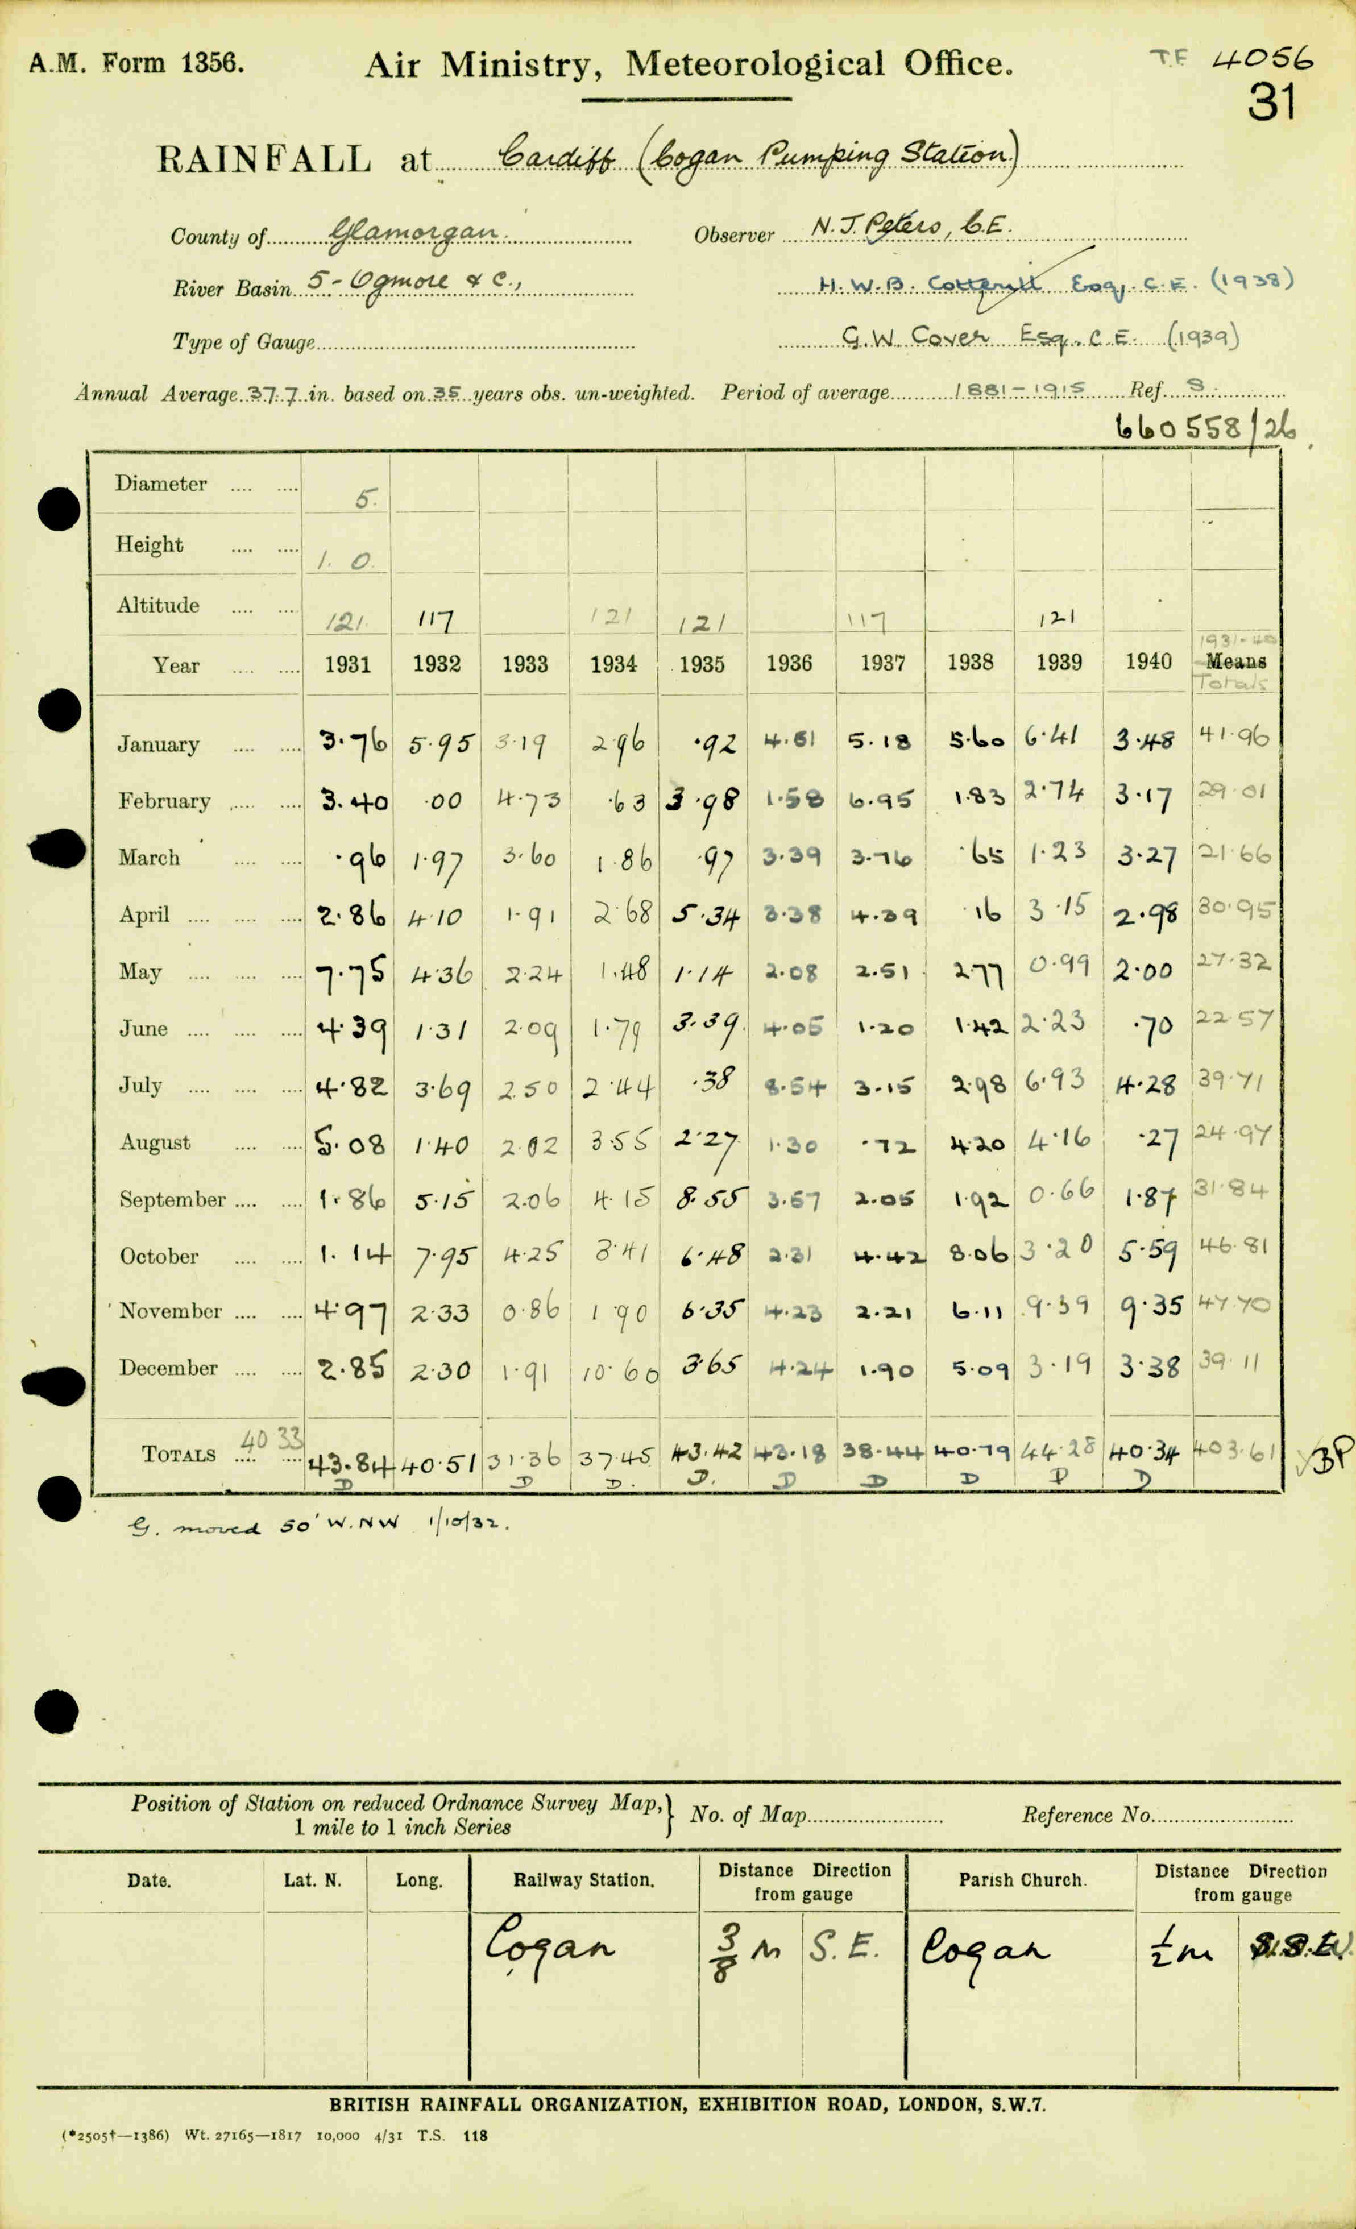 A.M. Form 1356. Air Ministry, Meteorological Office. T.F. 4056
31
RAINFALL at Cardiff (Cogan Pumping Station)
County of Glamorgan. Observer N. J. Peters, C.E.
River Basin 5 - Ogmore & C., H. W. B. Cotterill Esq. C.E. (1938)
Type of Gauge G. W. Cover Esq. C.E. (1939)
Annual Average 37.7 in. based on 35 years obs. un-weighted. Period of average 1881-1915 Ref. S.
660558/26
Diameter 5.
Height 1. 0.
Altitude 121 117 121 121 117 121
1931-40
Year 1931 1932 1933 1934 1935 1936 1937 1938 1939 1940 Means
Totals
January 3.76 5.95 3.19 2.96 .92 4.51 5.18 5.60 6.41 3.48 41.96
February 3.40 .00 4.73 .63 3.98 1.58 6.95 1.83 2.74 3.17 29.01
March .96 1.97 3.60 1.86 .97 3.39 3.76 .65 1.23 3.27 21.66
April 2.86 4.10 1.91 2.68 5.34 3.38 4.39 .16 3.15 2.98 30.95
May 7.75 4.36 2.24 1.48 1.14 2.08 2.51 2.77 0.99 2.00 27.32
June 4.39 1.31 2.09 1.79 3.39 4.05 1.20 1.42 2.23 .70 22.57
July 4.82 3.69 2.50 2.44 .38 8.54 3.15 2.98 6.93 4.28 39.71
August 5.08 1.40 2.02 3.55 2.27 1.30 .72 4.20 4.16 .27 24.97
September 1.86 5.15 2.06 4.15 8.55 3.57 2.05 1.92 0.66 1.87 31.84
October 1.14 7.95 4.25 3.41 6.48 2.31 4.42 8.06 3.20 5.59 46.81
November 4.97 2.33 0.86 1.90 6.35 4.23 2.21 6.11 9.39 9.35 47.70
December 2.85 2.30 1.91 10.60 3.65 4.24 1.90 5.09 3.19 3.38 39.11
TOTALS 40 33 43.84 40.51 31.36 37.45 43.42 43.18 38.44 40.79 44.28 40.34 403.61 BP
D D D. D. D D D D D
G. moved 50' W.NW 1/10/32.
Position of Station on reduced Ordnance Survey Map, 1 mile to 1 inch Series } No. of Map Reference No.
Date. Lat. N. Long. Railway Station. Distance Direction from gauge Parish Church. Distance Direction from gauge
Cogan 3/8 m S.E. Cogan 1/2 m
BRITISH RAINFALL ORGANIZATION, EXHIBITION ROAD, LONDON, S.W.7.
(*2505†—1386) Wt. 27165—1817 10,000 4/31 T.S. 118